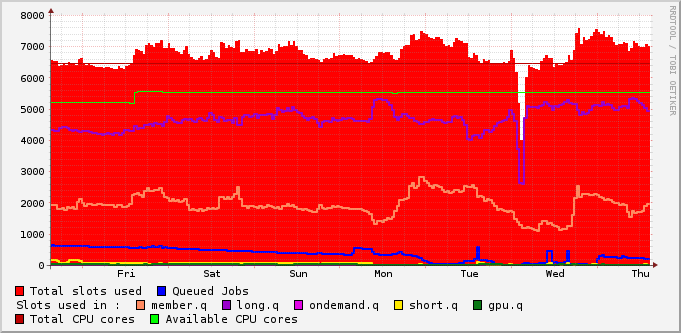 RRDTOOL / TOBI OETIKER
8000
7000
6000
5000
4000
3000
2000
1000
0
Fri Sat Sun Mon Tue Wed Thu
Total slots used Queued Jobs
Slots used in : member.q long.q ondemand.q short.q gpu.q
Total CPU cores Available CPU cores